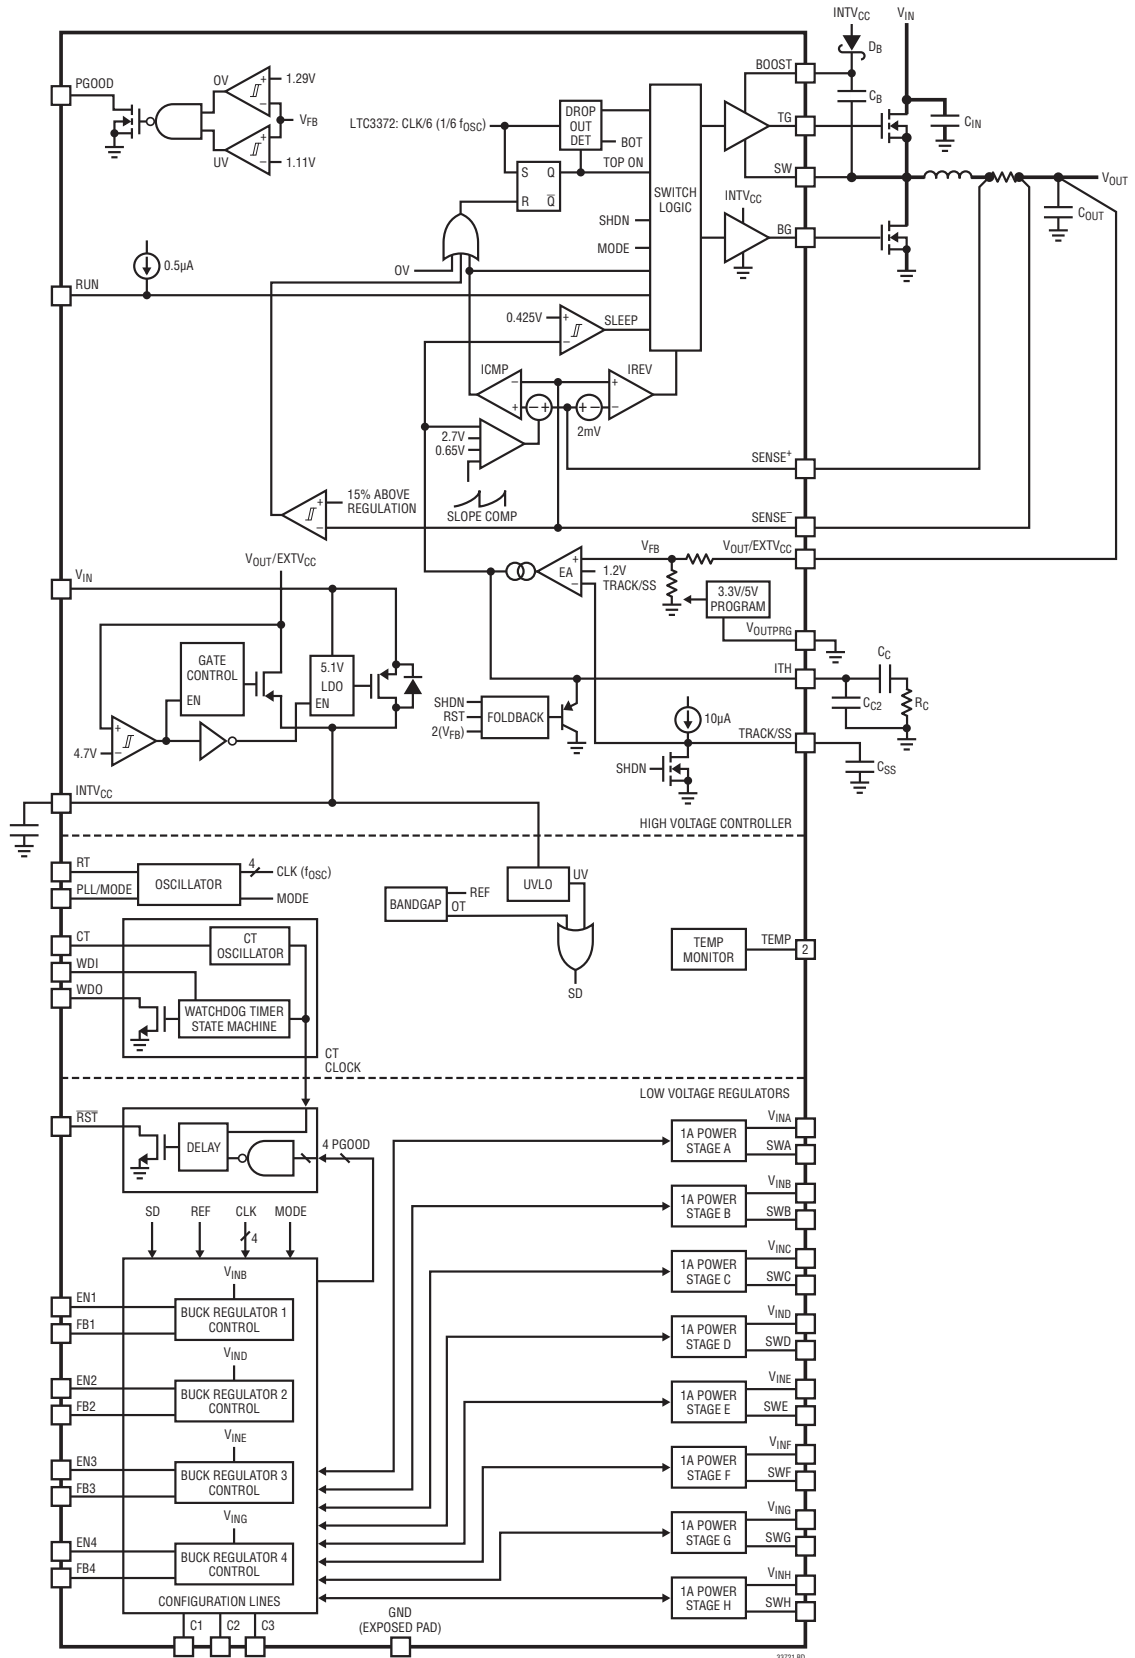 INTVCC
VIN
DB
BOOST
PGOOD
OV
+
1.29V
–
VFB
+
–
1.11V
UV
CB
CIN
LTC3372: CLK/6 (1/6 fOSC)
DROP
OUT
DET
BOT
TOP ON
S Q
R Q̅
SWITCH
LOGIC
TG
SW
VOUT
INTVCC
SHDN
MODE
BG
COUT
OV
0.5µA
RUN
0.425V
+
–
SLEEP
ICMP
–
+
– +
+ –
2mV
IREV
+
–
2.7V
0.65V
SLOPE COMP
SENSE+
15% ABOVE
REGULATION
+
–
SENSE–
VFB
VOUT/EXTVCC
EA
+
1.2V
TRACK/SS
–
3.3V/5V
PROGRAM
VOUTPRG
VOUT/EXTVCC
VIN
GATE
CONTROL
EN
5.1V
LDO
EN
+
–
4.7V
ITH
CC
CC2
RC
SHDN
RST
2(VFB)
FOLDBACK
10µA
TRACK/SS
SHDN
CSS
INTVCC
HIGH VOLTAGE CONTROLLER
RT
PLL/MODE
OSCILLATOR
4
CLK (fOSC)
MODE
BANDGAP
REF
OT
UVLO
UV
SD
CT
WDI
WDO
CT
OSCILLATOR
WATCHDOG TIMER
STATE MACHINE
CT
CLOCK
TEMP
MONITOR
TEMP
2
LOW VOLTAGE REGULATORS
R̅S̅T̅
DELAY
4 PGOOD
1A POWER
STAGE A
VINA
SWA
1A POWER
STAGE B
VINB
SWB
1A POWER
STAGE C
VINC
SWC
1A POWER
STAGE D
VIND
SWD
1A POWER
STAGE E
VINE
SWE
1A POWER
STAGE F
VINF
SWF
1A POWER
STAGE G
VING
SWG
1A POWER
STAGE H
VINH
SWH
SD REF CLK MODE
4
VINB
EN1
FB1
BUCK REGULATOR 1
CONTROL
VIND
EN2
FB2
BUCK REGULATOR 2
CONTROL
VINE
EN3
FB3
BUCK REGULATOR 3
CONTROL
VING
EN4
FB4
BUCK REGULATOR 4
CONTROL
CONFIGURATION LINES
C1 C2 C3
GND
(EXPOSED PAD)